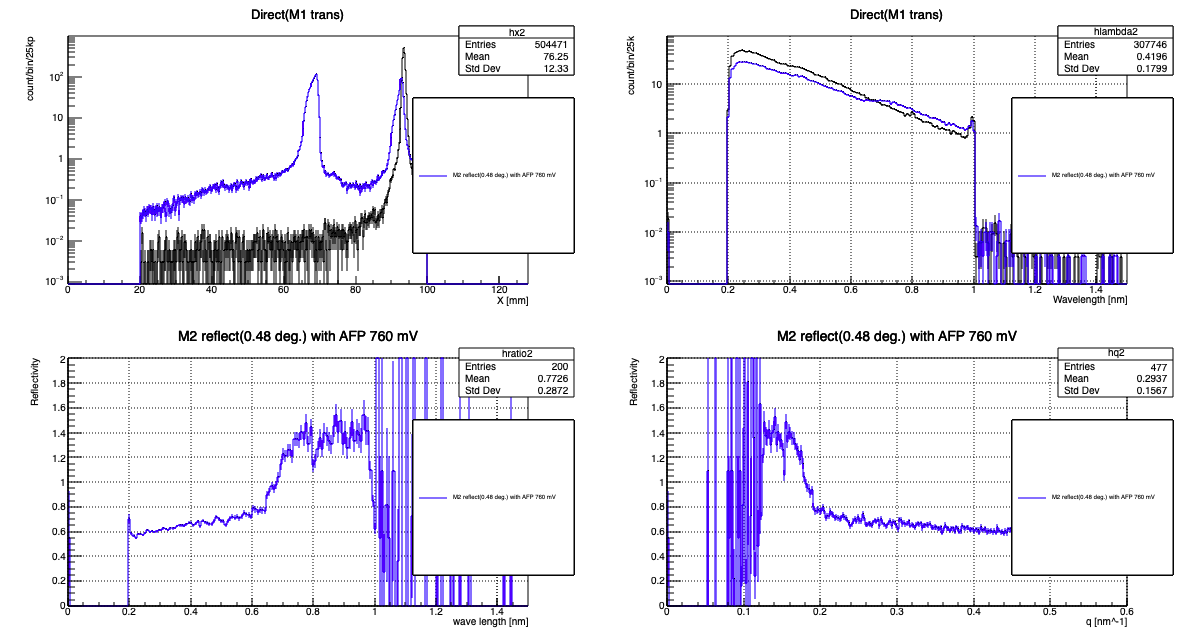 Direct(M1 trans)
hx2
Entries 504471
Mean 76.25
Std Dev 12.33
count/bin/25kp
10²
10
1
10⁻¹
10⁻²
10⁻³
0 20 40 60 80 100 120
X [mm]
M2 reflect(0.48 deg.) with AFP 760 mV
Direct(M1 trans)
hlambda2
Entries 307746
Mean 0.4196
Std Dev 0.1799
count/bin/25k
10
1
10⁻¹
10⁻²
10⁻³
0 0.2 0.4 0.6 0.8 1 1.2 1.4
Wavelength [nm]
M2 reflect(0.48 deg.) with AFP 760 mV
M2 reflect(0.48 deg.) with AFP 760 mV
hratio2
Entries 200
Mean 0.7726
Std Dev 0.2872
Reflectivity
2
1.8
1.6
1.4
1.2
1
0.8
0.6
0.4
0.2
0
0 0.2 0.4 0.6 0.8 1 1.2 1.4
wave length [nm]
M2 reflect(0.48 deg.) with AFP 760 mV
M2 reflect(0.48 deg.) with AFP 760 mV
hq2
Entries 477
Mean 0.2937
Std Dev 0.1567
Reflectivity
2
1.8
1.6
1.4
1.2
1
0.8
0.6
0.4
0.2
0
0 0.1 0.2 0.3 0.4 0.5 0.6
q [nm^-1]
M2 reflect(0.48 deg.) with AFP 760 mV